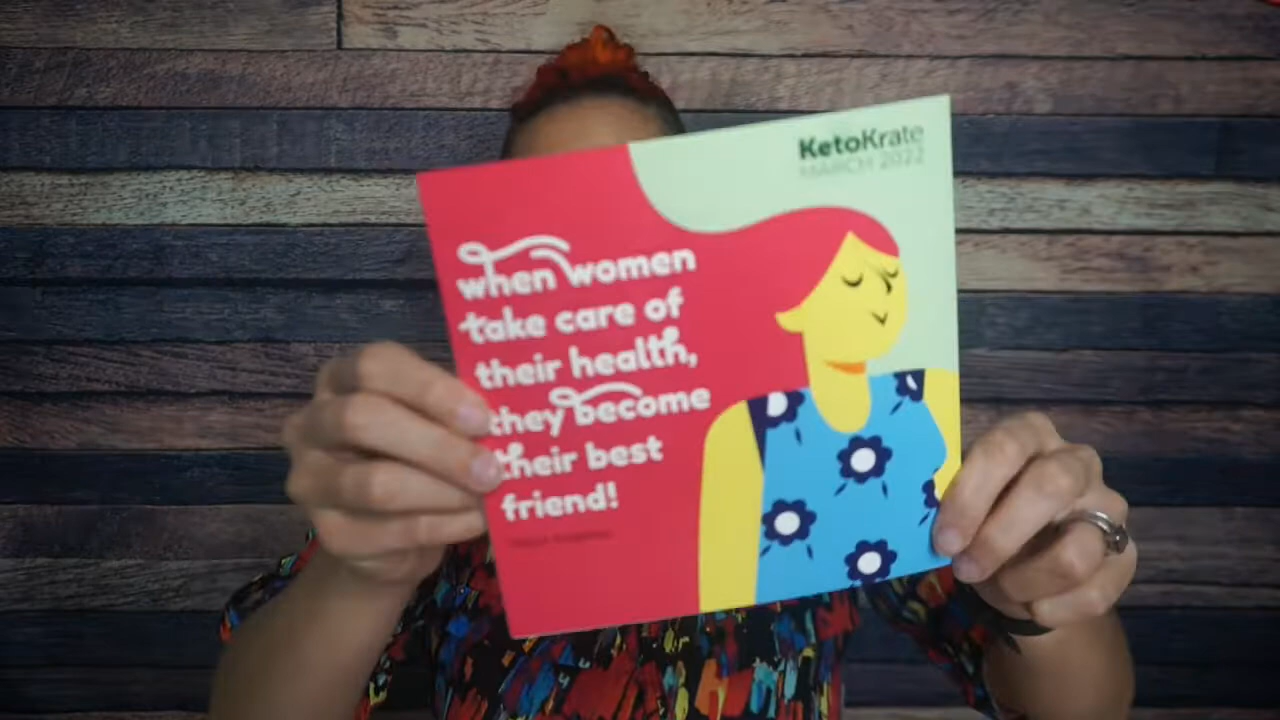 KetoKrate
MARCH 2022
when women
take care of
their health,
they become
their best
friend!